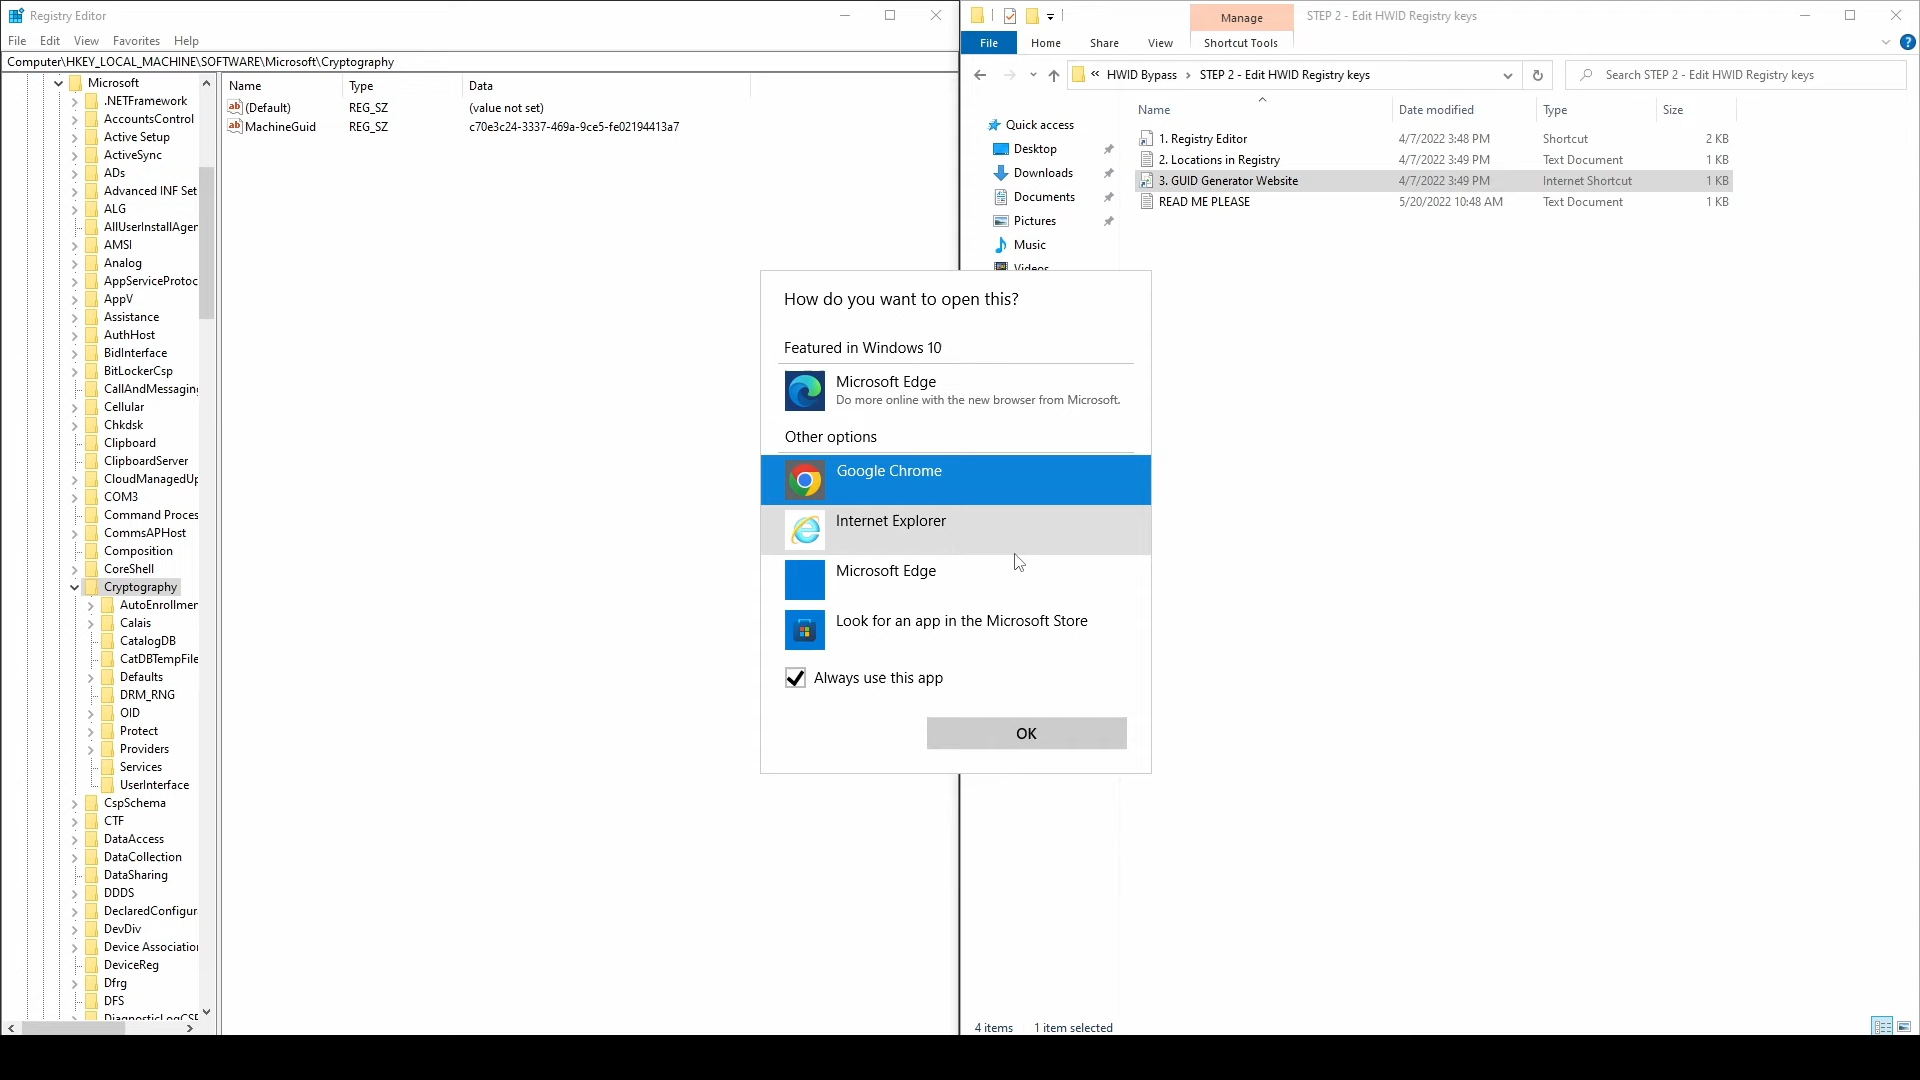 Registry Editor
File Edit View Favorites Help
Computer\HKEY_LOCAL_MACHINE\SOFTWARE\Microsoft\Cryptography
Microsoft
.NETFramework
AccountsControl
Active Setup
ActiveSync
ADs
Advanced INF Set
ALG
AllUserInstallAger
AMSI
Analog
AppServiceProtoc
AppV
Assistance
AuthHost
BidInterface
BitLockerCsp
CallAndMessaging
Cellular
Chkdsk
Clipboard
ClipboardServer
CloudManagedUp
COM3
Command Proces
CommsAPHost
Composition
CoreShell
Cryptography
AutoEnrollmer
Calais
CatalogDB
CatDBTempFile
Defaults
DRM_RNG
OID
Protect
Providers
Services
UserInterface
CspSchema
CTF
DataAccess
DataCollection
DataSharing
DDDS
DeclaredConfigur
DevDiv
Device Association
DeviceReg
Dfrg
DFS
DiagnosticLogCSP
Name Type Data
(Default) REG_SZ (value not set)
MachineGuid REG_SZ c70e3c24-3337-469a-9ce5-fe02194413a7
Manage
STEP 2 - Edit HWID Registry keys
File Home Share View Shortcut Tools
« HWID Bypass › STEP 2 - Edit HWID Registry keys
Search STEP 2 - Edit HWID Registry keys
Quick access
Desktop
Downloads
Documents
Pictures
Music
Videos
Name Date modified Type Size
1. Registry Editor 4/7/2022 3:48 PM Shortcut 2 KB
2. Locations in Registry 4/7/2022 3:49 PM Text Document 1 KB
3. GUID Generator Website 4/7/2022 3:49 PM Internet Shortcut 1 KB
READ ME PLEASE 5/20/2022 10:48 AM Text Document 1 KB
How do you want to open this?
Featured in Windows 10
Microsoft Edge
Do more online with the new browser from Microsoft.
Other options
Google Chrome
Internet Explorer
Microsoft Edge
Look for an app in the Microsoft Store
Always use this app
OK
4 items 1 item selected